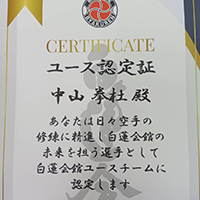 CERTIFICATE
ユース認定証
中山 拳杜 殿
あなたは日々空手の
修練に精進し白蓮会館の
未来を担う選手として
白蓮会館ユースチームに
認定します